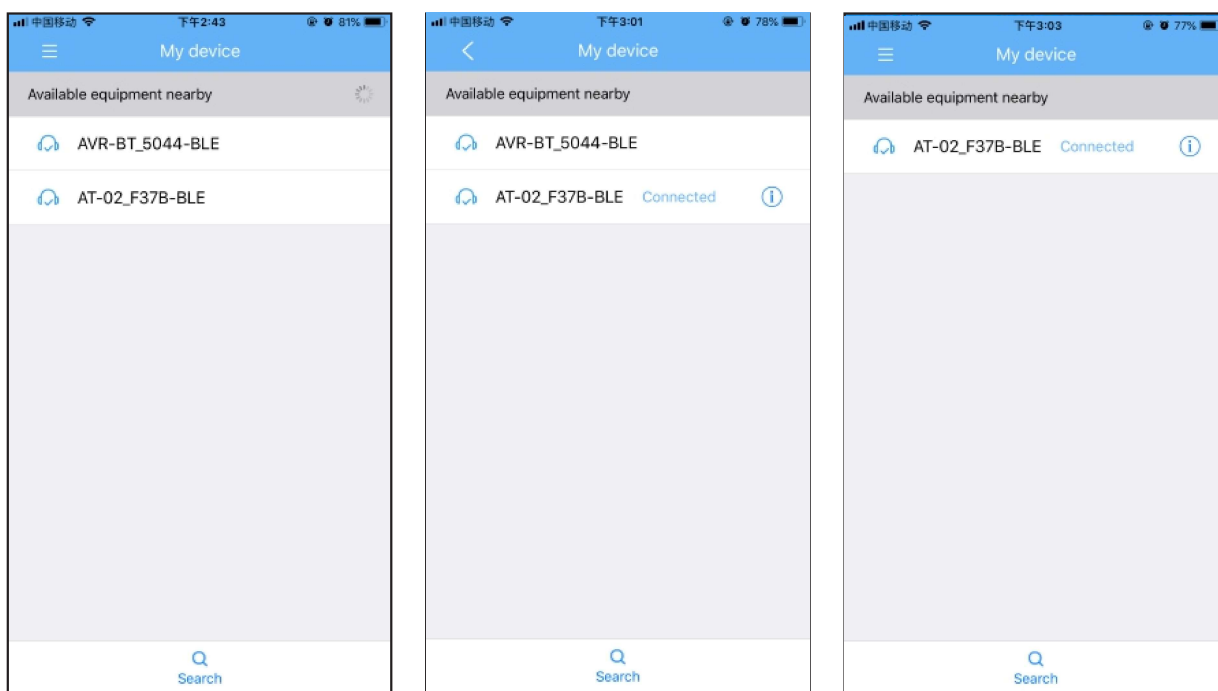 中国移动 下午2:43 81%
My device
Available equipment nearby
AVR-BT_5044-BLE
AT-02_F37B-BLE
Search
中国移动 下午3:01 78%
My device
Available equipment nearby
AVR-BT_5044-BLE
AT-02_F37B-BLE Connected
Search
中国移动 下午3:03 77%
My device
Available equipment nearby
AT-02_F37B-BLE Connected
Search